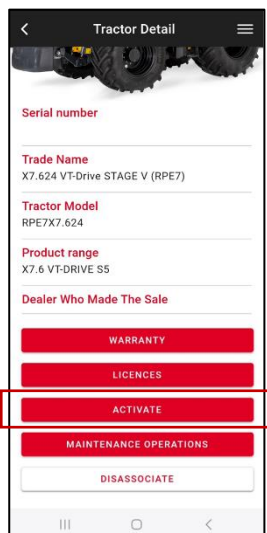 Tractor Detail
Serial number
Trade Name
X7.624 VT-Drive STAGE V (RPE7)
Tractor Model
RPE7X7.624
Product range
X7.6 VT-DRIVE S5
Dealer Who Made The Sale
WARRANTY
LICENCES
ACTIVATE
MAINTENANCE OPERATIONS
DISASSOCIATE